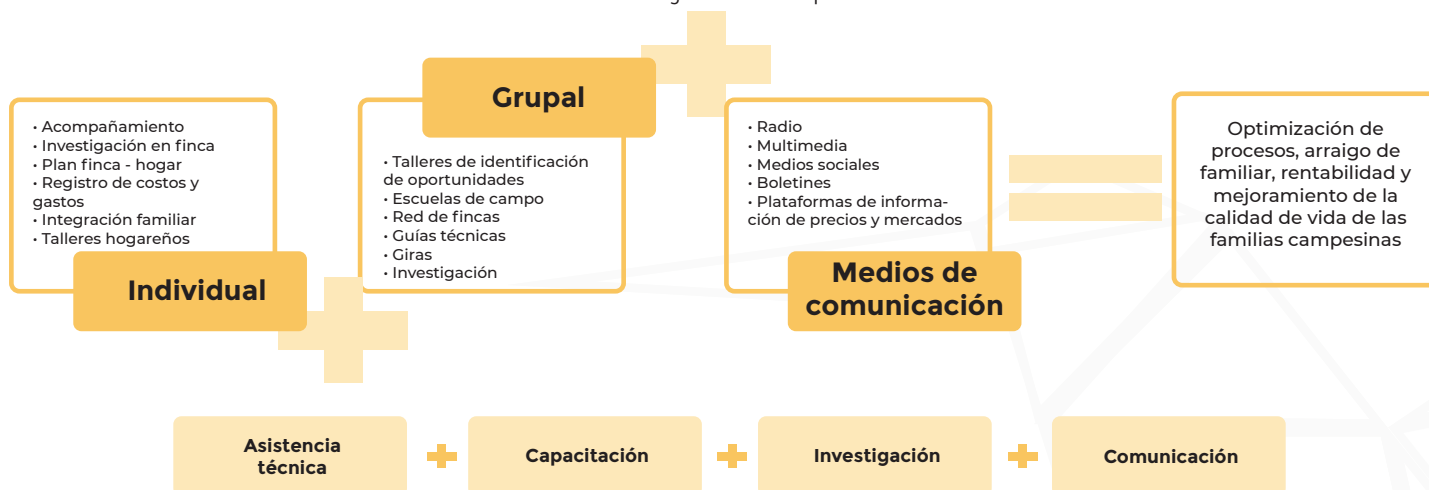 • Acompañamiento
• Investigación en finca
• Plan finca - hogar
• Registro de costos y
gastos
• Integración familiar
• Talleres hogareños
Individual
Grupal
• Talleres de identificación
de oportunidades
• Escuelas de campo
• Red de fincas
• Guías técnicas
• Giras
• Investigación
• Radio
• Multimedia
• Medios sociales
• Boletines
• Plataformas de informa-
ción de precios y mercados
Medios de
comunicación
Optimización de
procesos, arraigo de
familiar, rentabilidad y
mejoramiento de la
calidad de vida de las
familias campesinas
Asistencia
técnica
Capacitación
Investigación
Comunicación